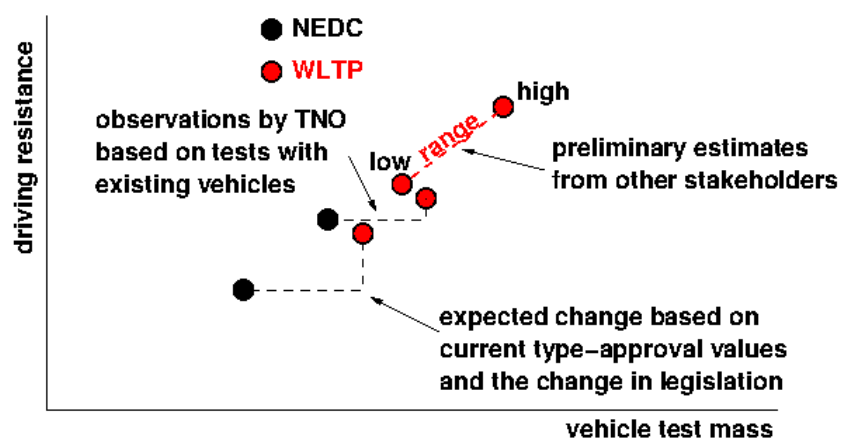 NEDC
WLTP
driving resistance
observations by TNO
based on tests with
existing vehicles
high
low
range
preliminary estimates
from other stakeholders
expected change based on
current type−approval values
and the change in legislation
vehicle test mass